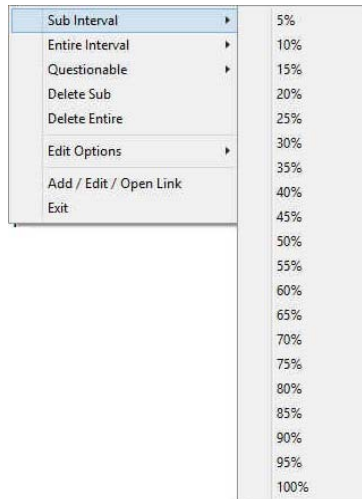 Sub Interval
Entire Interval
Questionable
Delete Sub
Delete Entire
Edit Options
Add / Edit / Open Link
Exit
5%
10%
15%
20%
25%
30%
35%
40%
45%
50%
55%
60%
65%
70%
75%
80%
85%
90%
95%
100%